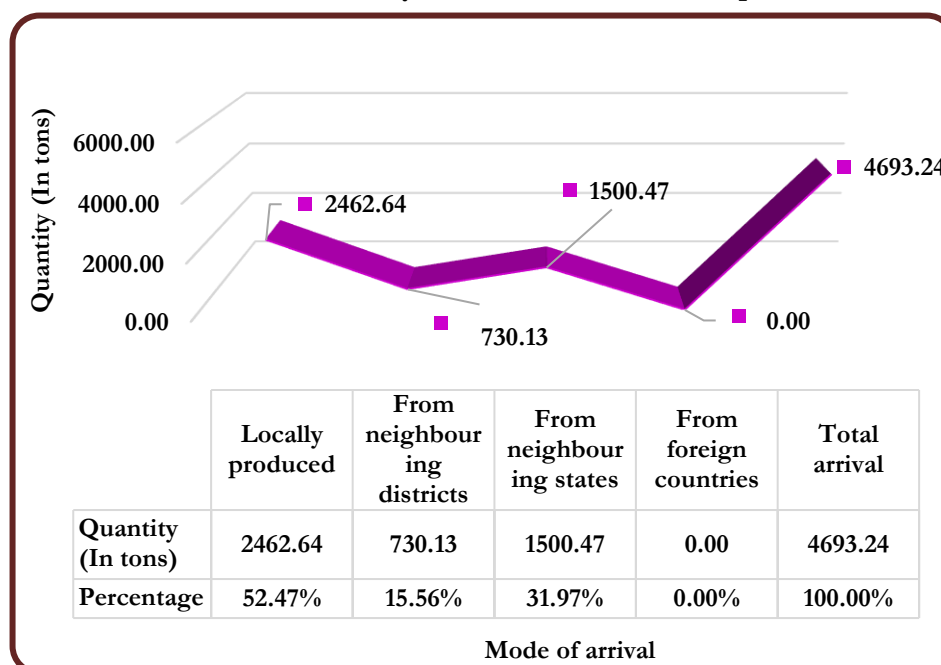 6000.00
4000.00
2000.00
0.00
Quantity (In tons)
2462.64
730.13
1500.47
0.00
4693.24
Locally produced
From neighbour ing districts
From neighbour ing states
From foreign countries
Total arrival
Quantity (In tons)
2462.64
730.13
1500.47
0.00
4693.24
Percentage
52.47%
15.56%
31.97%
0.00%
100.00%
Mode of arrival